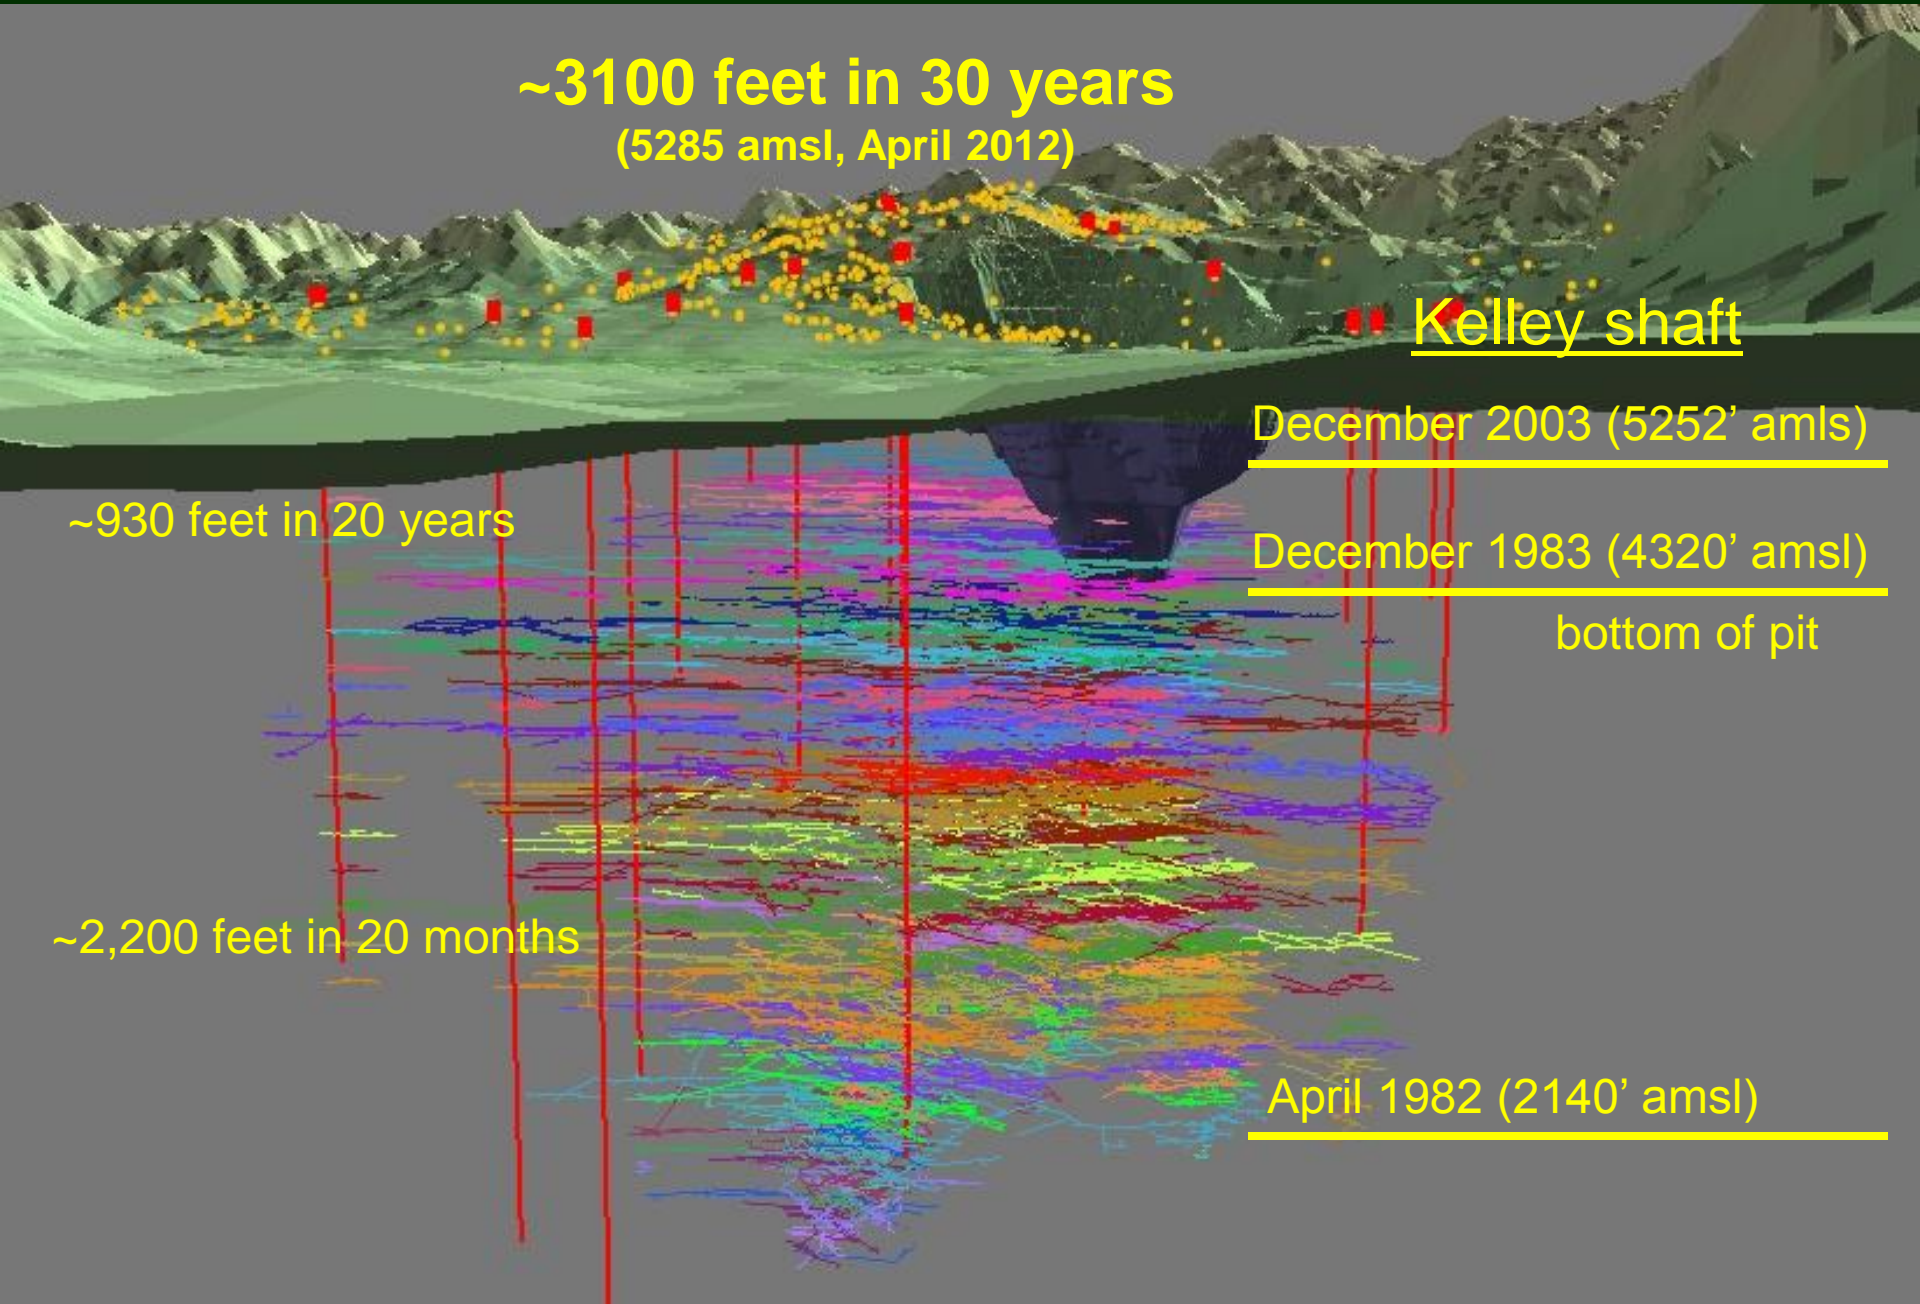 ~3100 feet in 30 years
(5285 amsl, April 2012)
Kelley shaft
December 2003 (5252’ amls)
~930 feet in 20 years
December 1983 (4320’ amsl)
bottom of pit
~2,200 feet in 20 months
April 1982 (2140’ amsl)